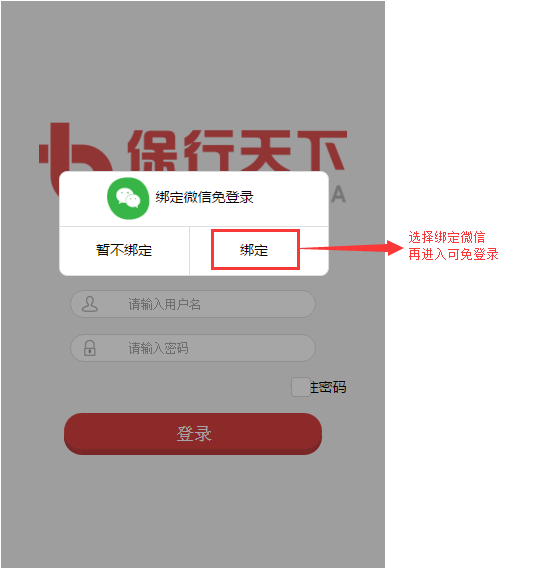 保行天下
A
绑定微信免登录
暂不绑定
绑定
选择绑定微信
再进入可免登录
请输入用户名
请输入密码
住密码
登录